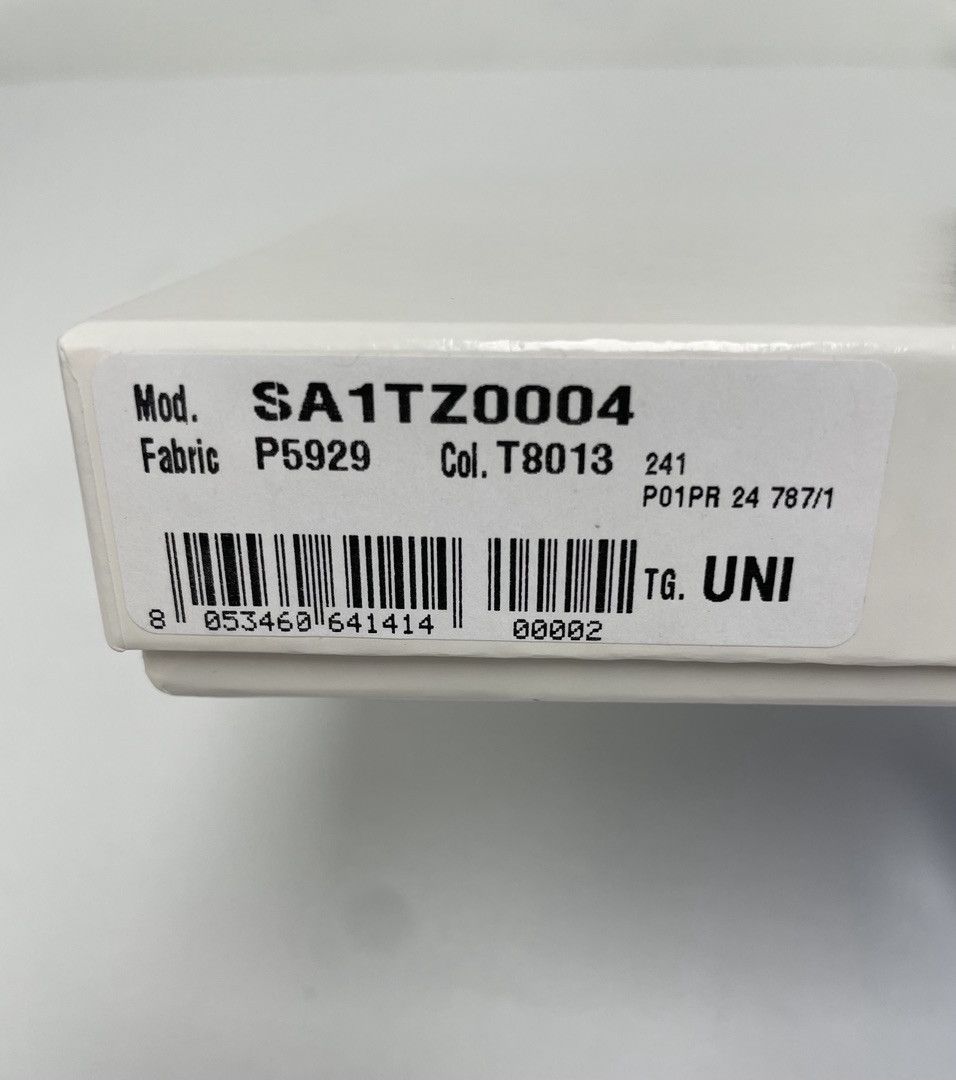 Mod. SA1TZ0004
Fabric P5929 Col. T8013 241
P01PR 24 787/1
TG. UNI
8 053460 641414 00002